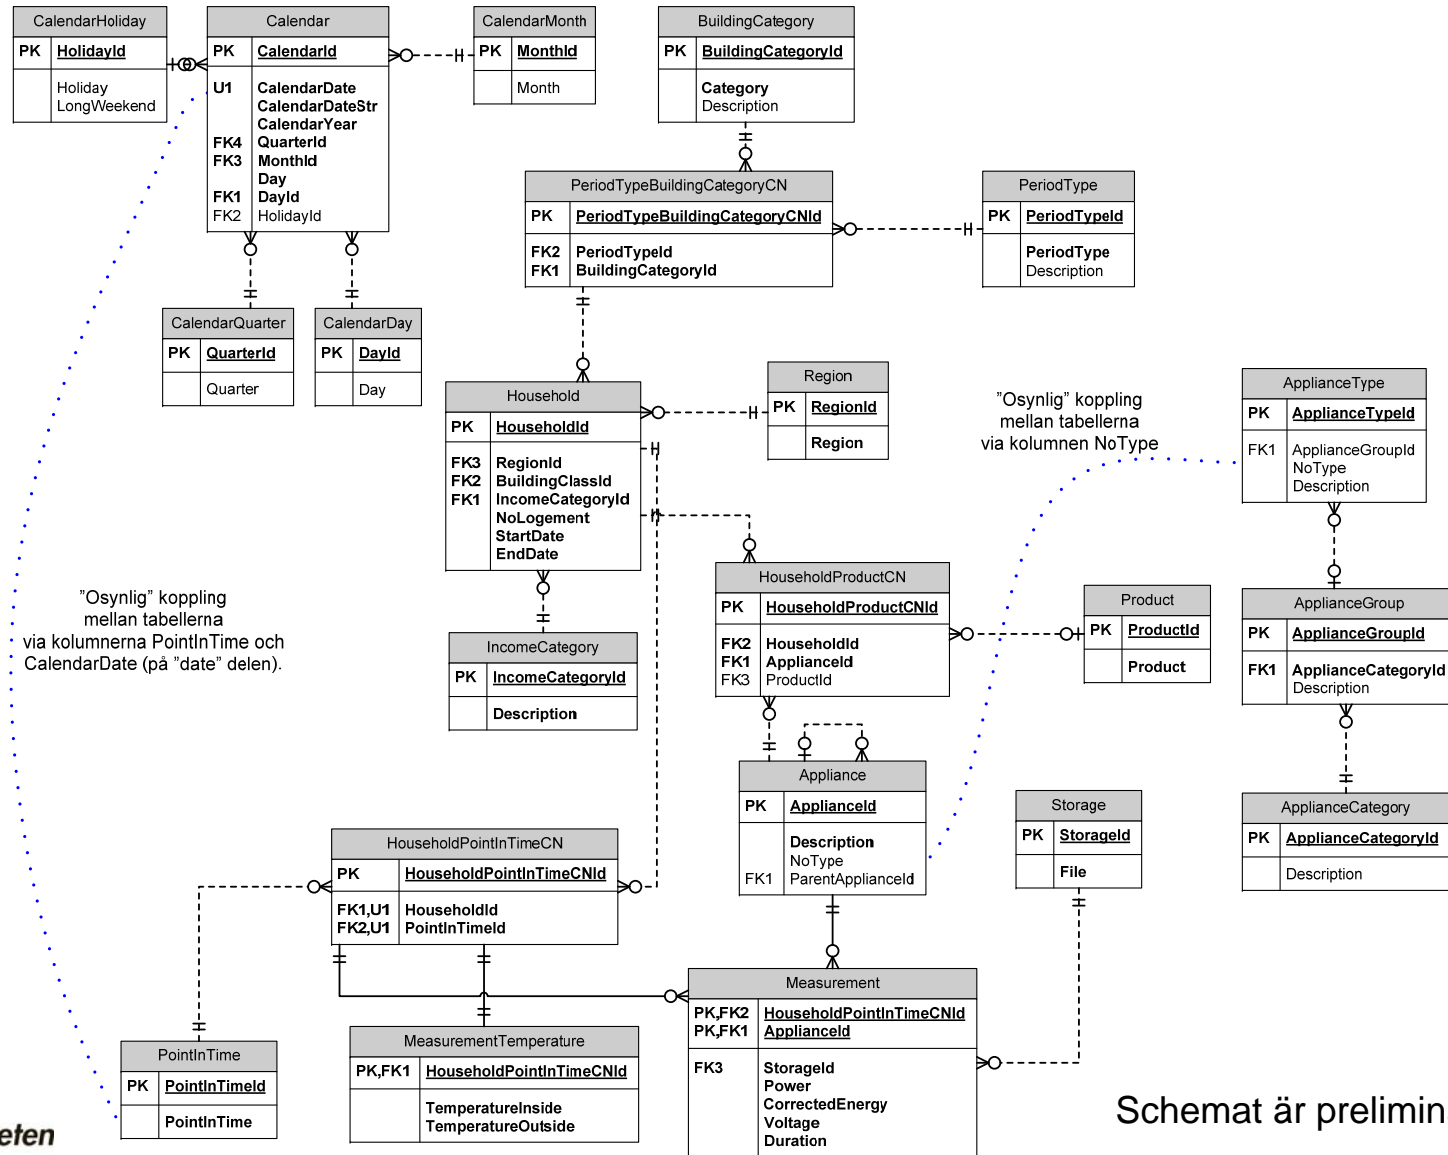 CalendarHoliday
PK HolidayId
Holiday
LongWeekend
Calendar
PK CalendarId
U1 CalendarDate
CalendarDateStr
CalendarYear
FK4 QuarterId
FK3 MonthId
Day
FK1 DayId
FK2 HolidayId
CalendarMonth
PK MonthId
Month
BuildingCategory
PK BuildingCategoryId
Category
Description
PeriodTypeBuildingCategoryCN
PK PeriodTypeBuildingCategoryCNId
FK2 PeriodTypeId
FK1 BuildingCategoryId
PeriodType
PK PeriodTypeId
PeriodType
Description
CalendarQuarter
PK QuarterId
Quarter
CalendarDay
PK DayId
Day
Household
PK HouseholdId
FK3 RegionId
FK2 BuildingClassId
FK1 IncomeCategoryId
NoLogement
StartDate
EndDate
Region
PK RegionId
Region
"Osynlig" koppling
mellan tabellerna
via kolumnen NoType
ApplianceType
PK ApplianceTypeId
FK1 ApplianceGroupId
NoType
Description
"Osynlig" koppling
mellan tabellerna
via kolumnerna PointInTime och
CalendarDate (på "date" delen).
IncomeCategory
PK IncomeCategoryId
Description
HouseholdProductCN
PK HouseholdProductCNId
FK2 HouseholdId
FK1 ApplianceId
FK3 ProductId
Product
PK ProductId
Product
ApplianceGroup
PK ApplianceGroupId
FK1 ApplianceCategoryId
Description
Appliance
PK ApplianceId
Description
NoType
FK1 ParentApplianceId
Storage
PK StorageId
File
ApplianceCategory
PK ApplianceCategoryId
Description
HouseholdPointInTimeCN
PK HouseholdPointInTimeCNId
FK1,U1 HouseholdId
FK2,U1 PointInTimeId
PointInTime
PK PointInTimeId
PointInTime
MeasurementTemperature
PK,FK1 HouseholdPointInTimeCNId
TemperatureInside
TemperatureOutside
Measurement
PK,FK2 HouseholdPointInTimeCNId
PK,FK1 ApplianceId
FK3 StorageId
Power
CorrectedEnergy
Voltage
Duration
Schemat är prelimin
eten